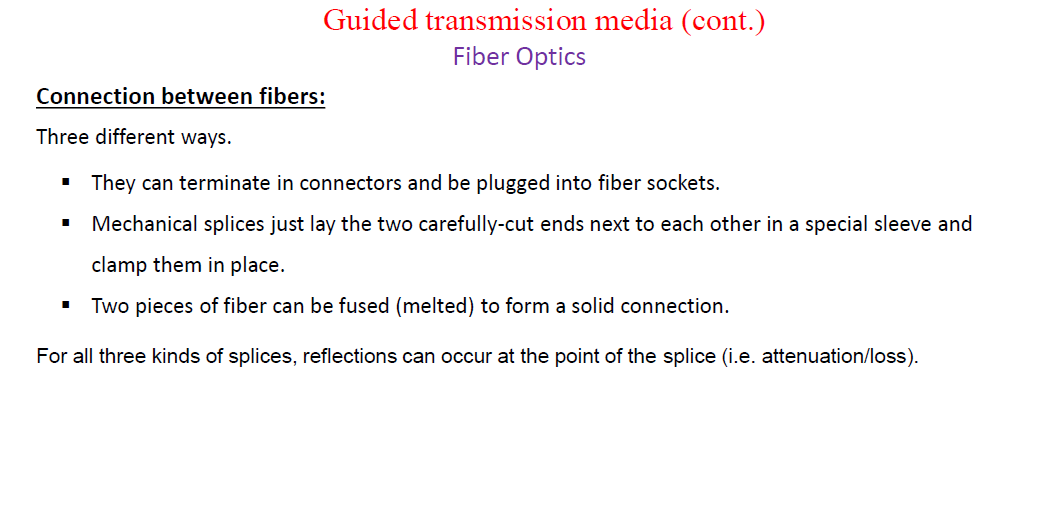 Guided transmission media (cont.)
Fiber Optics
Connection between fibers:
Three different ways.
▪ They can terminate in connectors and be plugged into fiber sockets.
▪ Mechanical splices just lay the two carefully-cut ends next to each other in a special sleeve and
clamp them in place.
▪ Two pieces of fiber can be fused (melted) to form a solid connection.
For all three kinds of splices, reflections can occur at the point of the splice (i.e. attenuation/loss).